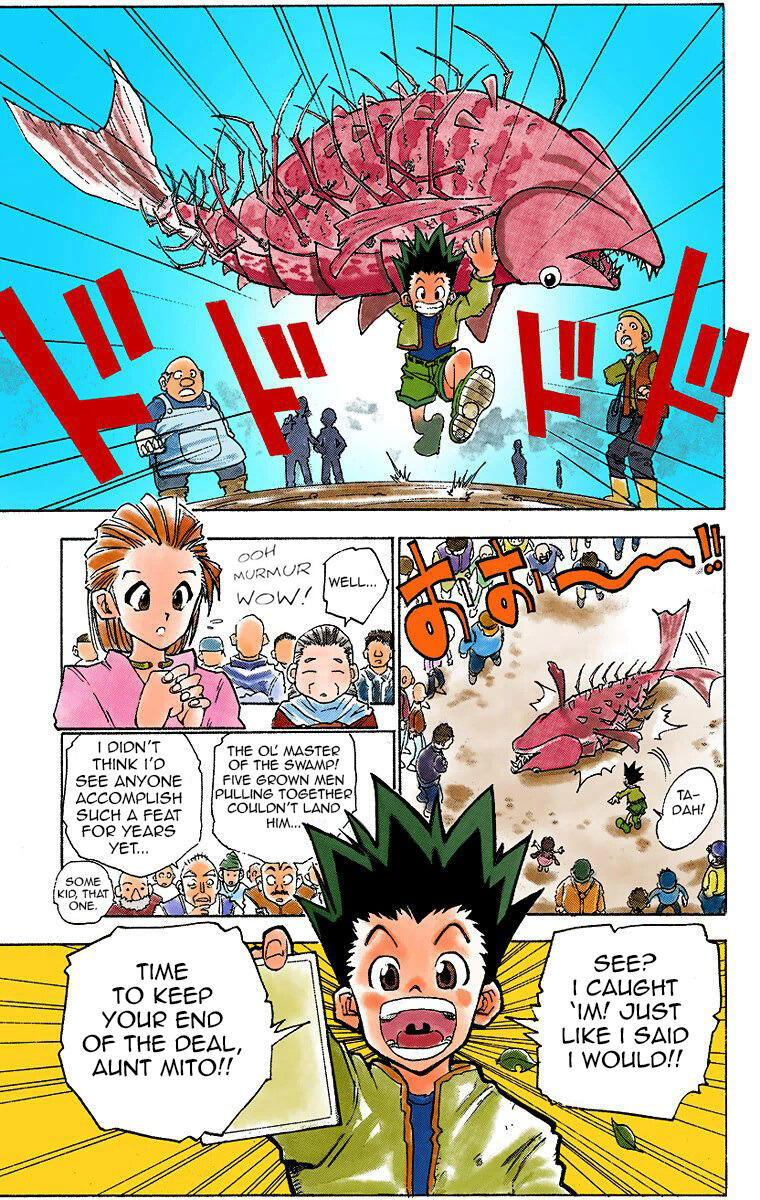 ドドドド
おおお〜〜!!
TA-
DAH!
OOH
MURMUR
WOW!
WELL...
THE OL' MASTER
OF THE SWAMP!
FIVE GROWN MEN
PULLING TOGETHER
COULDN'T LAND
HIM...
I DIDN'T
THINK I'D
SEE ANYONE
ACCOMPLISH
SUCH A FEAT
FOR YEARS
YET...
SOME
KID, THAT
ONE.
SEE?
I CAUGHT
'IM! JUST
LIKE I SAID
I WOULD!!
TIME
TO KEEP
YOUR END
OF THE DEAL,
AUNT MITO!!